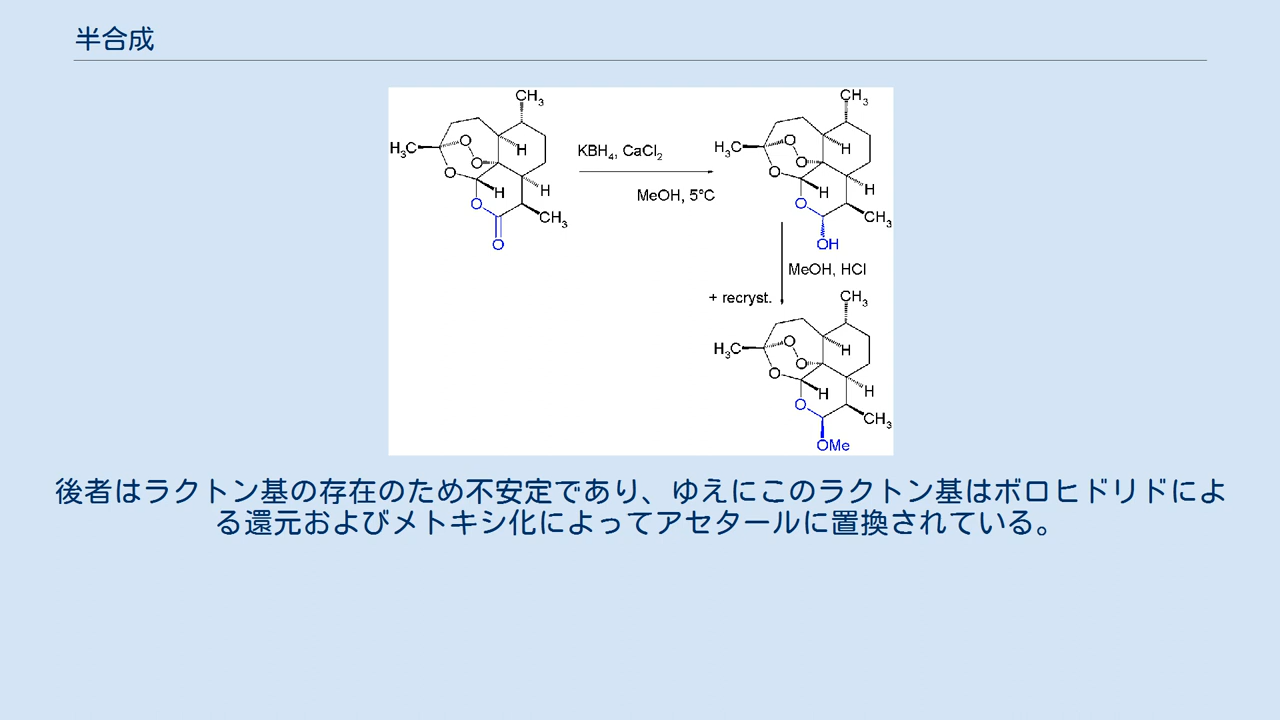 半合成
CH3
H3C
O
O
H
O
H
H
O
CH3
O
KBH4, CaCl2
MeOH, 5°C
CH3
H3C
O
O
H
O
H
H
O
CH3
OH
MeOH, HCl
+ recryst.
CH3
H3C
O
O
H
O
H
H
O
CH3
OMe
後者はラクトン基の存在のため不安定であり、ゆえにこのラクトン基はボロヒドリドによ
る還元およびメトキシ化によってアセタールに置換されている。